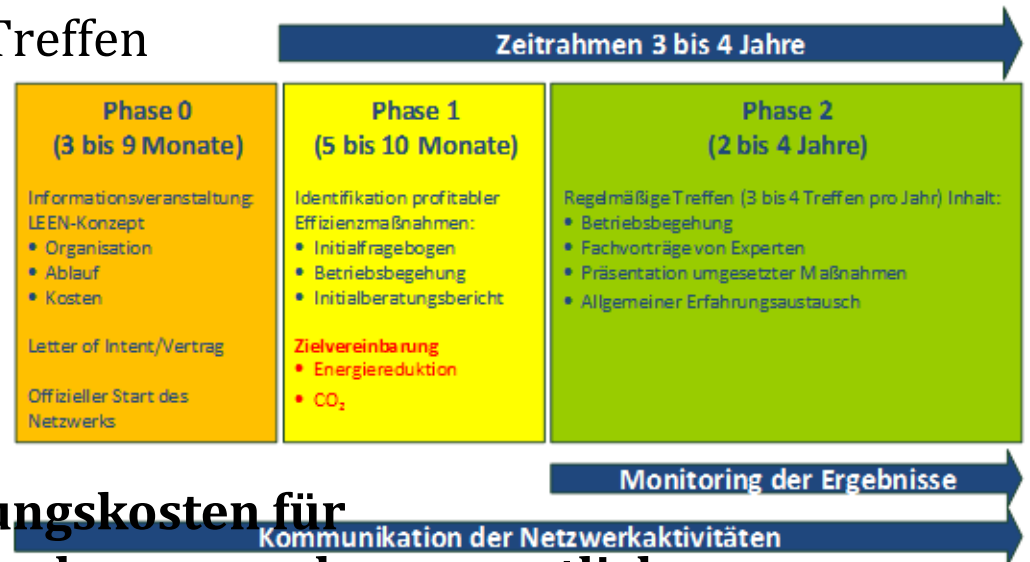 Treffen
Zeitrahmen 3 bis 4 Jahre
Phase 0
(3 bis 9 Monate)
Informationsveranstaltung:
LEEN-Konzept
• Organisation
• Ablauf
• Kosten
Letter of Intent/Vertrag
Offizieller Start des
Netzwerks
Phase 1
(5 bis 10 Monate)
Identifikation profitabler
Effizienzmaßnahmen:
• Initialfragebogen
• Betriebsbegehung
• Initialberatungsbericht
Zielvereinbarung
• Energiereduktion
• CO₂
Phase 2
(2 bis 4 Jahre)
Regelmäßige Treffen (3 bis 4 Treffen pro Jahr) Inhalt:
• Betriebsbegehung
• Fachvorträge von Experten
• Präsentation umgesetzter Maßnahmen
• Allgemeiner Erfahrungsaustausch
Monitoring der Ergebnisse
ungskosten für
Kommunikation der Netzwerkaktivitäten